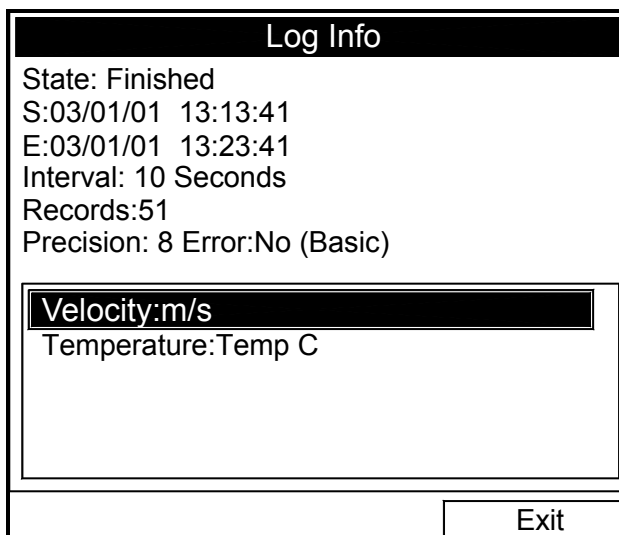 Log Info
State: Finished
S:03/01/01 13:13:41
E:03/01/01 13:23:41
Interval: 10 Seconds
Records:51
Precision: 8 Error:No (Basic)
Velocity:m/s
Temperature:Temp C
Exit